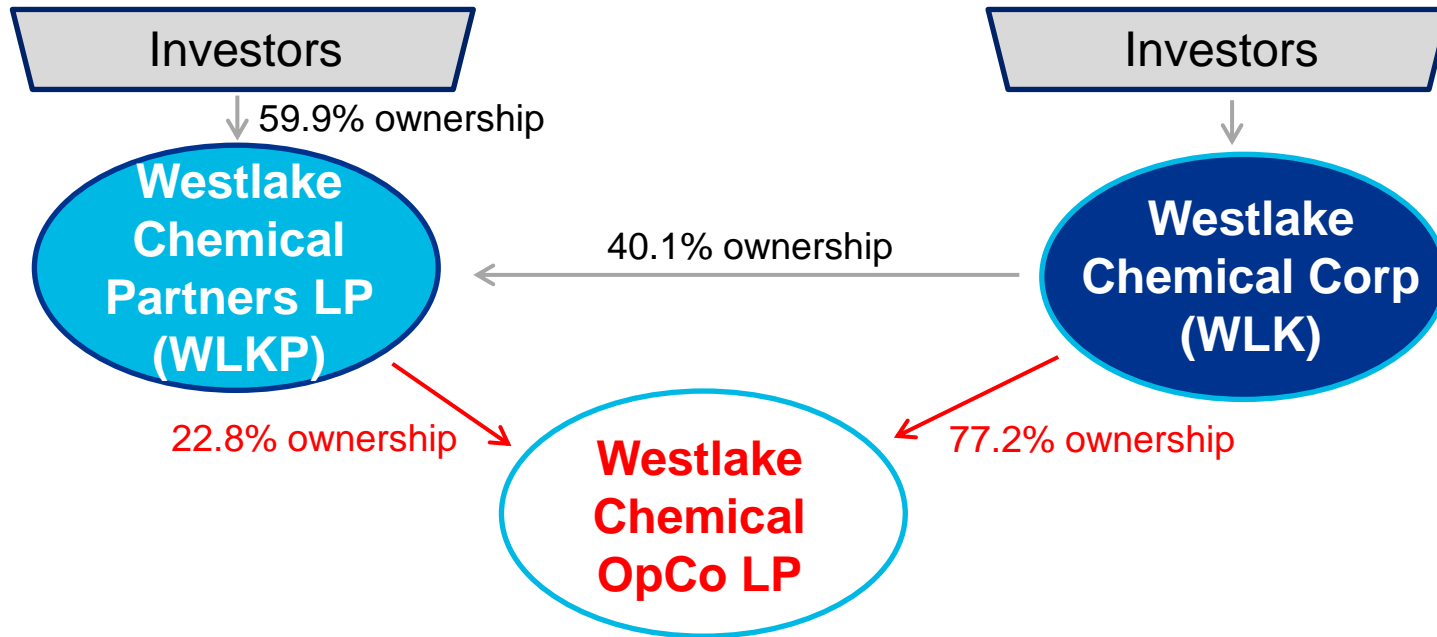 Investors
Investors
59.9% ownership
Westlake
Chemical
Partners LP
(WLKP)
40.1% ownership
Westlake
Chemical Corp
(WLK)
22.8% ownership
77.2% ownership
Westlake
Chemical
OpCo LP